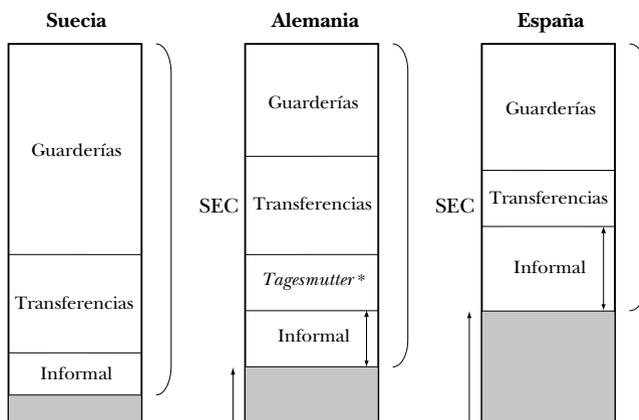 Suecia
Alemania
España
Guarderías
Transferencias
Informal
SEC
Guarderías
Transferencias
Tagesmutter *
Informal
SEC
Guarderías
Transferencias
Informal